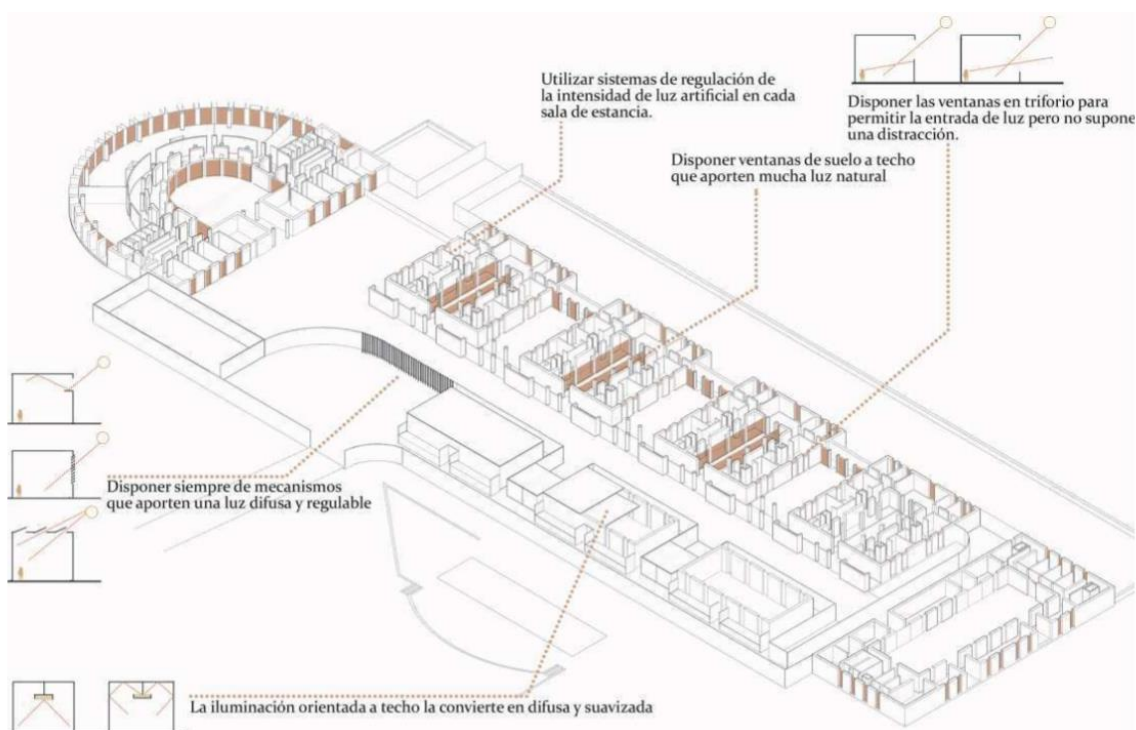 Utilizar sistemas de regulación de
la intensidad de luz artificial en cada
sala de estancia.
Disponer las ventanas en triforio para
permitir la entrada de luz pero no supone
una distracción.
Disponer ventanas de suelo a techo
que aporten mucha luz natural
Disponer siempre de mecanismos
que aporten una luz difusa y regulable
La iluminación orientada a techo la convierte en difusa y suavizada